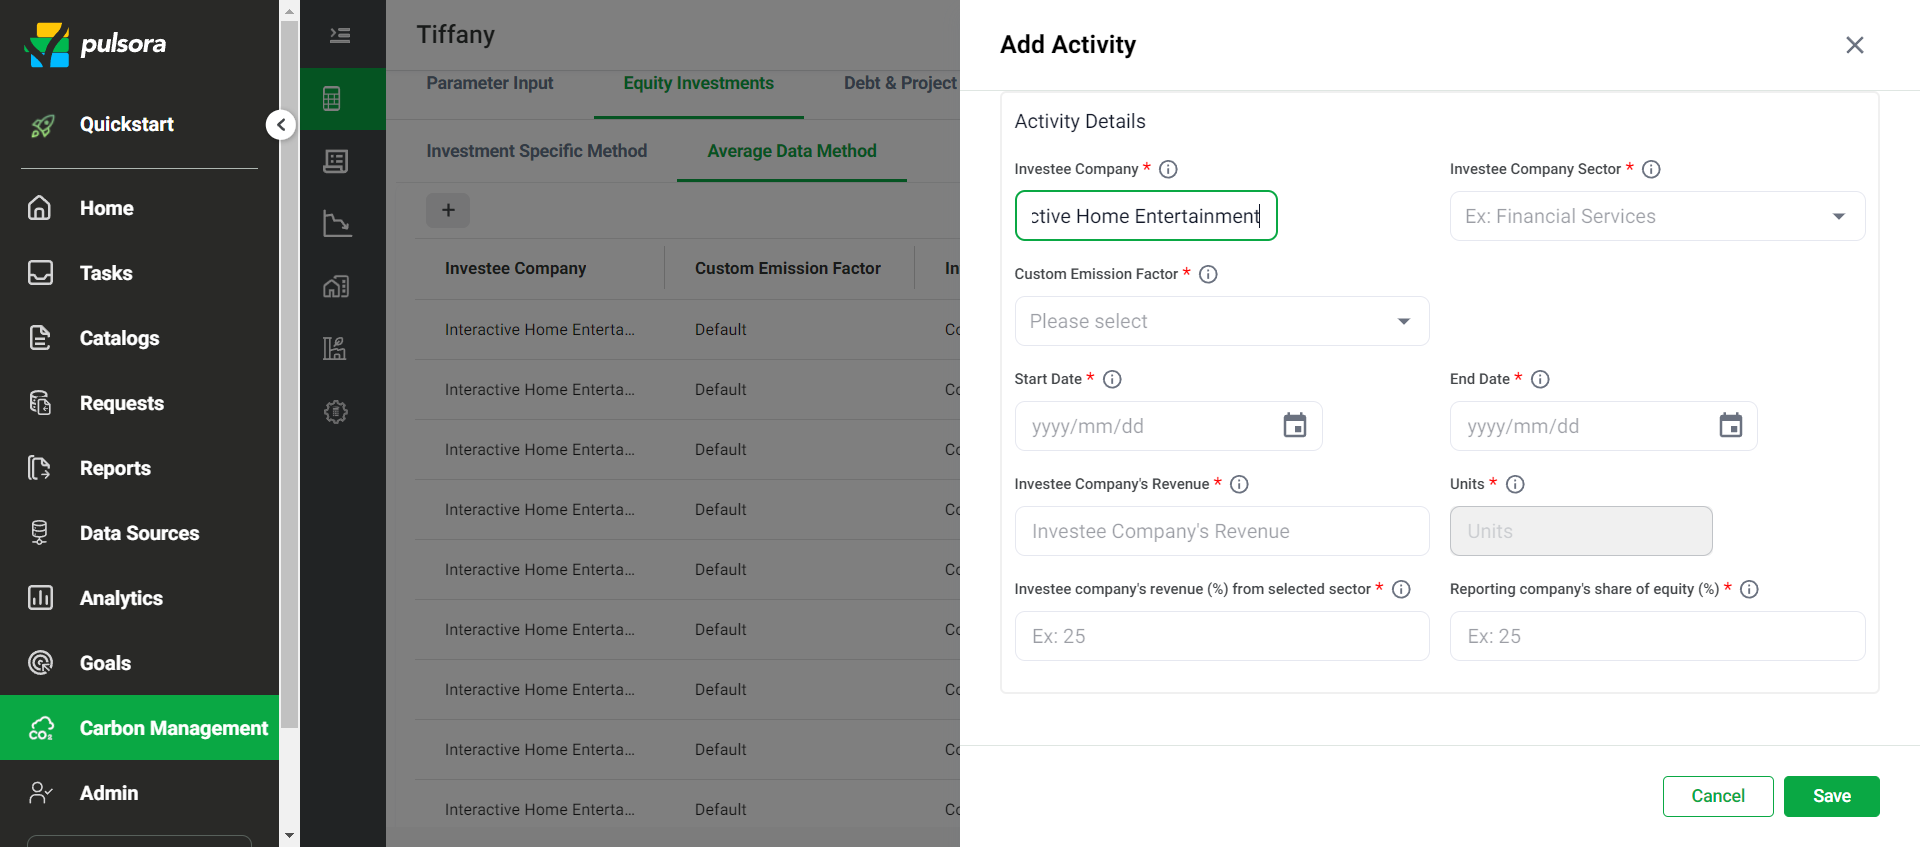 pulsora
Quickstart
Home
Tasks
Catalogs
Requests
Reports
Data Sources
Analytics
Goals
Carbon Management
Admin
Tiffany
Parameter Input
Equity Investments
Debt & Project
Investment Specific Method
Average Data Method
+
Investee Company
Custom Emission Factor
In
Interactive Home Enterta...
Default
Co
Interactive Home Enterta...
Default
Co
Interactive Home Enterta...
Default
Co
Interactive Home Enterta...
Default
Co
Interactive Home Enterta...
Default
Co
Interactive Home Enterta...
Default
Co
Interactive Home Enterta...
Default
Co
Interactive Home Enterta...
Default
Co
Interactive Home Enterta...
Default
Co
Add Activity
Activity Details
Investee Company *
ctive Home Entertainment
Investee Company Sector *
Ex: Financial Services
Custom Emission Factor *
Please select
Start Date *
yyyy/mm/dd
End Date *
yyyy/mm/dd
Investee Company's Revenue *
Investee Company's Revenue
Units *
Units
Investee company's revenue (%) from selected sector *
Ex: 25
Reporting company's share of equity (%) *
Ex: 25
Cancel
Save